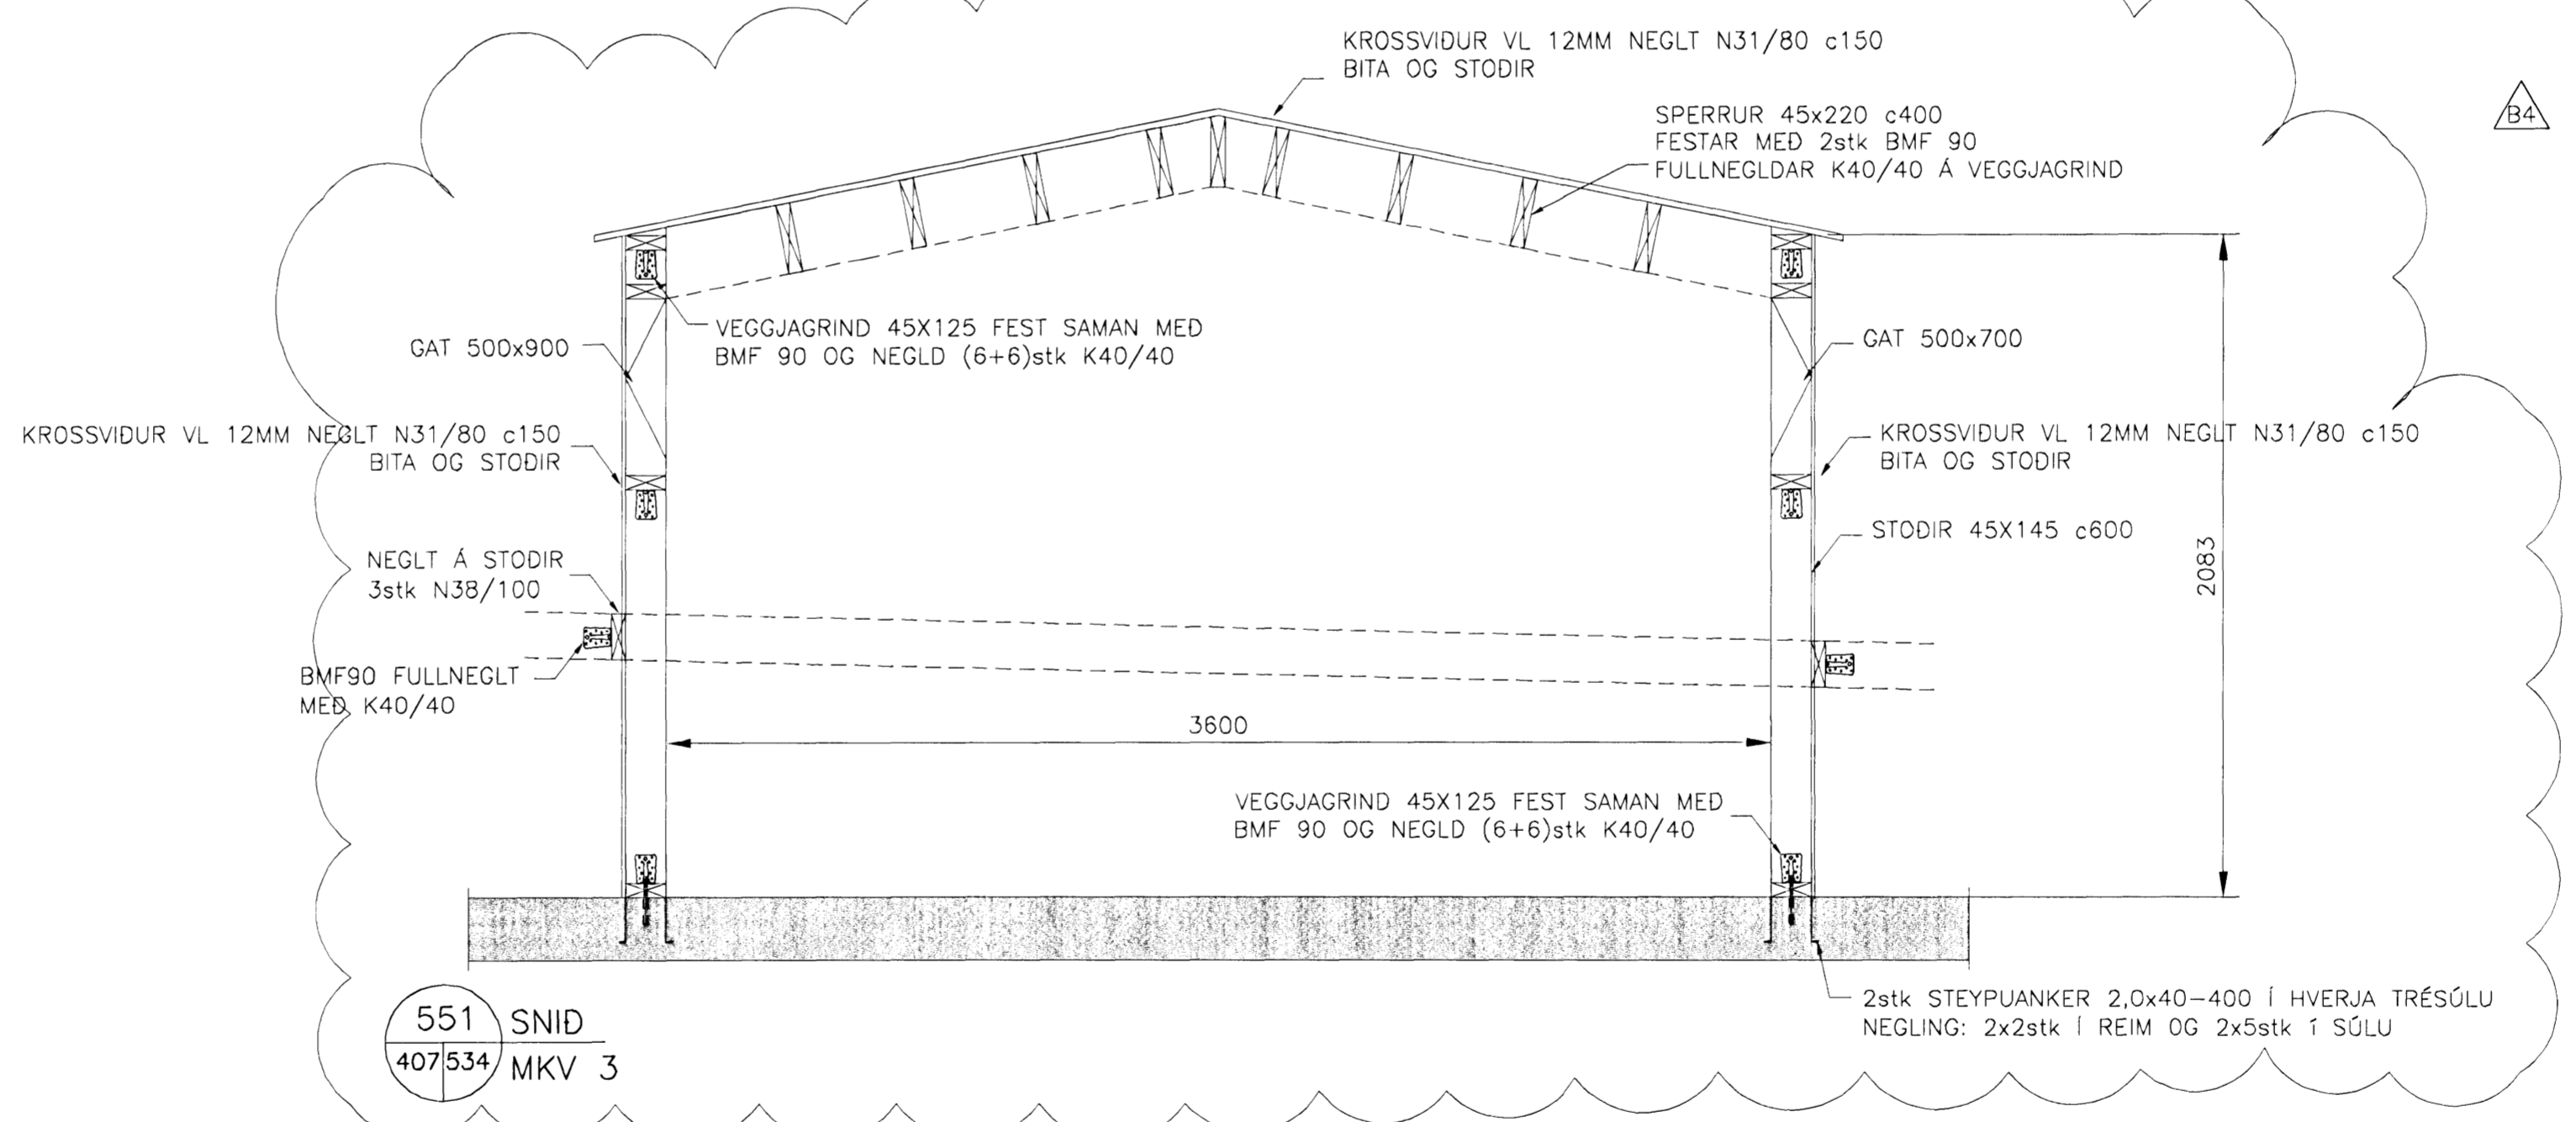 KROSSVIÐUR VL 12MM NEGLT N31/80 c150
BITA OG STOÐIR
SPERRUR 45x220 c400
FESTAR MEÐ 2stk BMF 90
FULLNEGLDAR K40/40 Á VEGGJAGRIND
B4
VEGGJAGRIND 45X125 FEST SAMAN MEÐ
BMF 90 OG NEGLD (6+6)stk K40/40
GAT 500x900
GAT 500x700
KROSSVIÐUR VL 12MM NEGLT N31/80 c150
BITA OG STOÐIR
KROSSVIÐUR VL 12MM NEGLT N31/80 c150
BITA OG STOÐIR
NEGLT Á STOÐIR
3stk N38/100
STOÐIR 45X145 c600
2083
BMF90 FULLNEGLT
MEÐ K40/40
3600
VEGGJAGRIND 45X125 FEST SAMAN MEÐ
BMF 90 OG NEGLD (6+6)stk K40/40
2stk STEYPUANKER 2,0x40-400 Í HVERJA TRÉSÚLU
NEGLING: 2x2stk Í REIM OG 2x5stk í SÚLU
551 SNIÐ
407 534 MKV 3